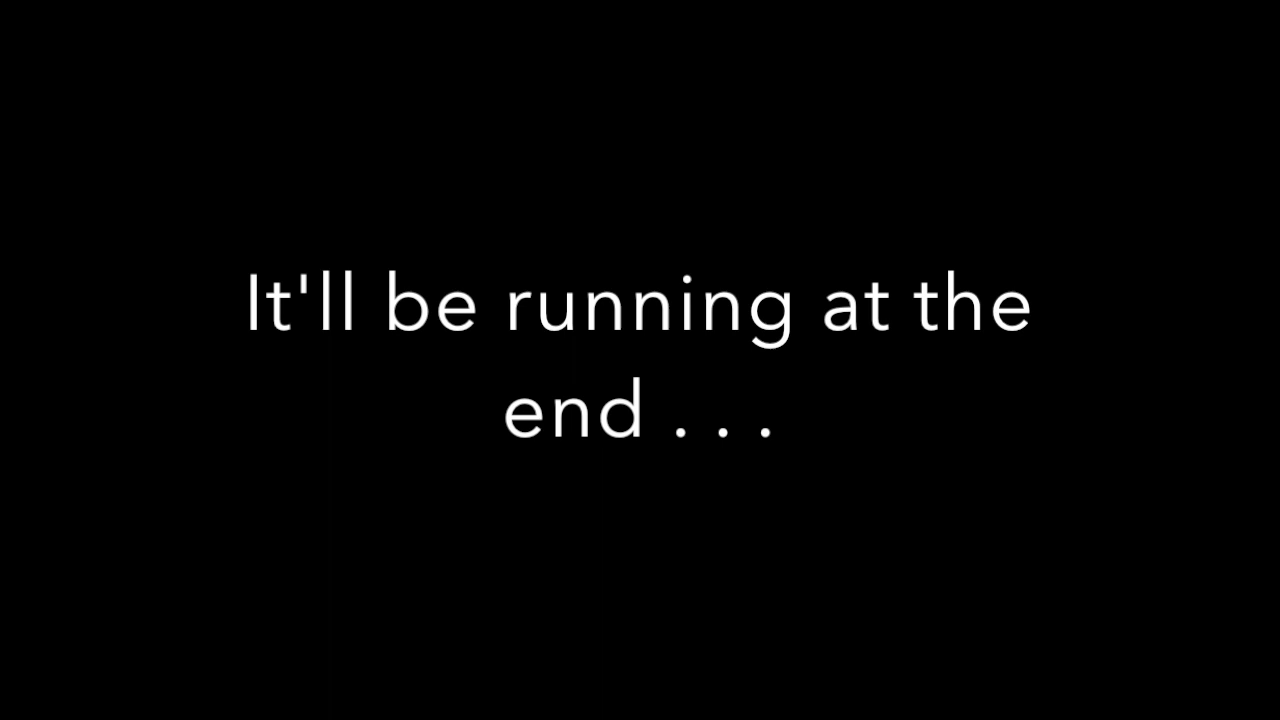 It'll be running at the
end . . .